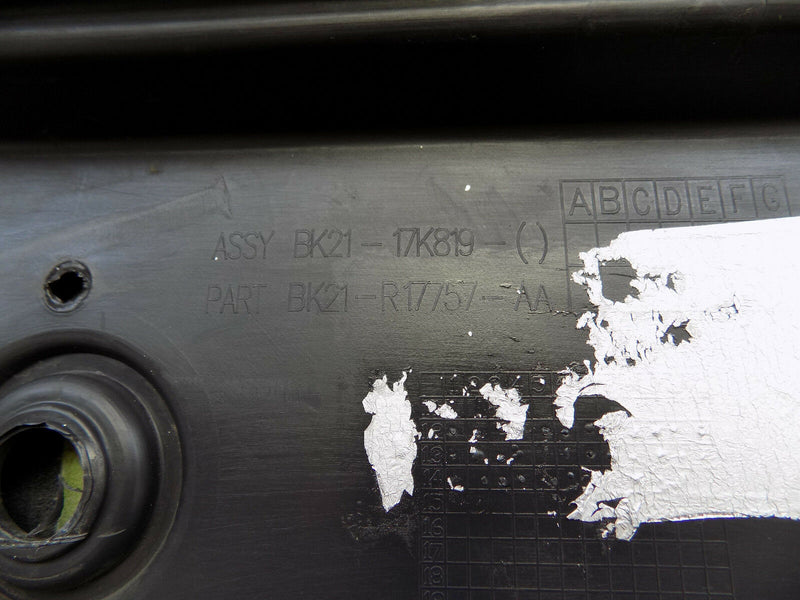 ABCDEFG
ASSY BK21-17K819-( )
PART BK21-R17757-AA